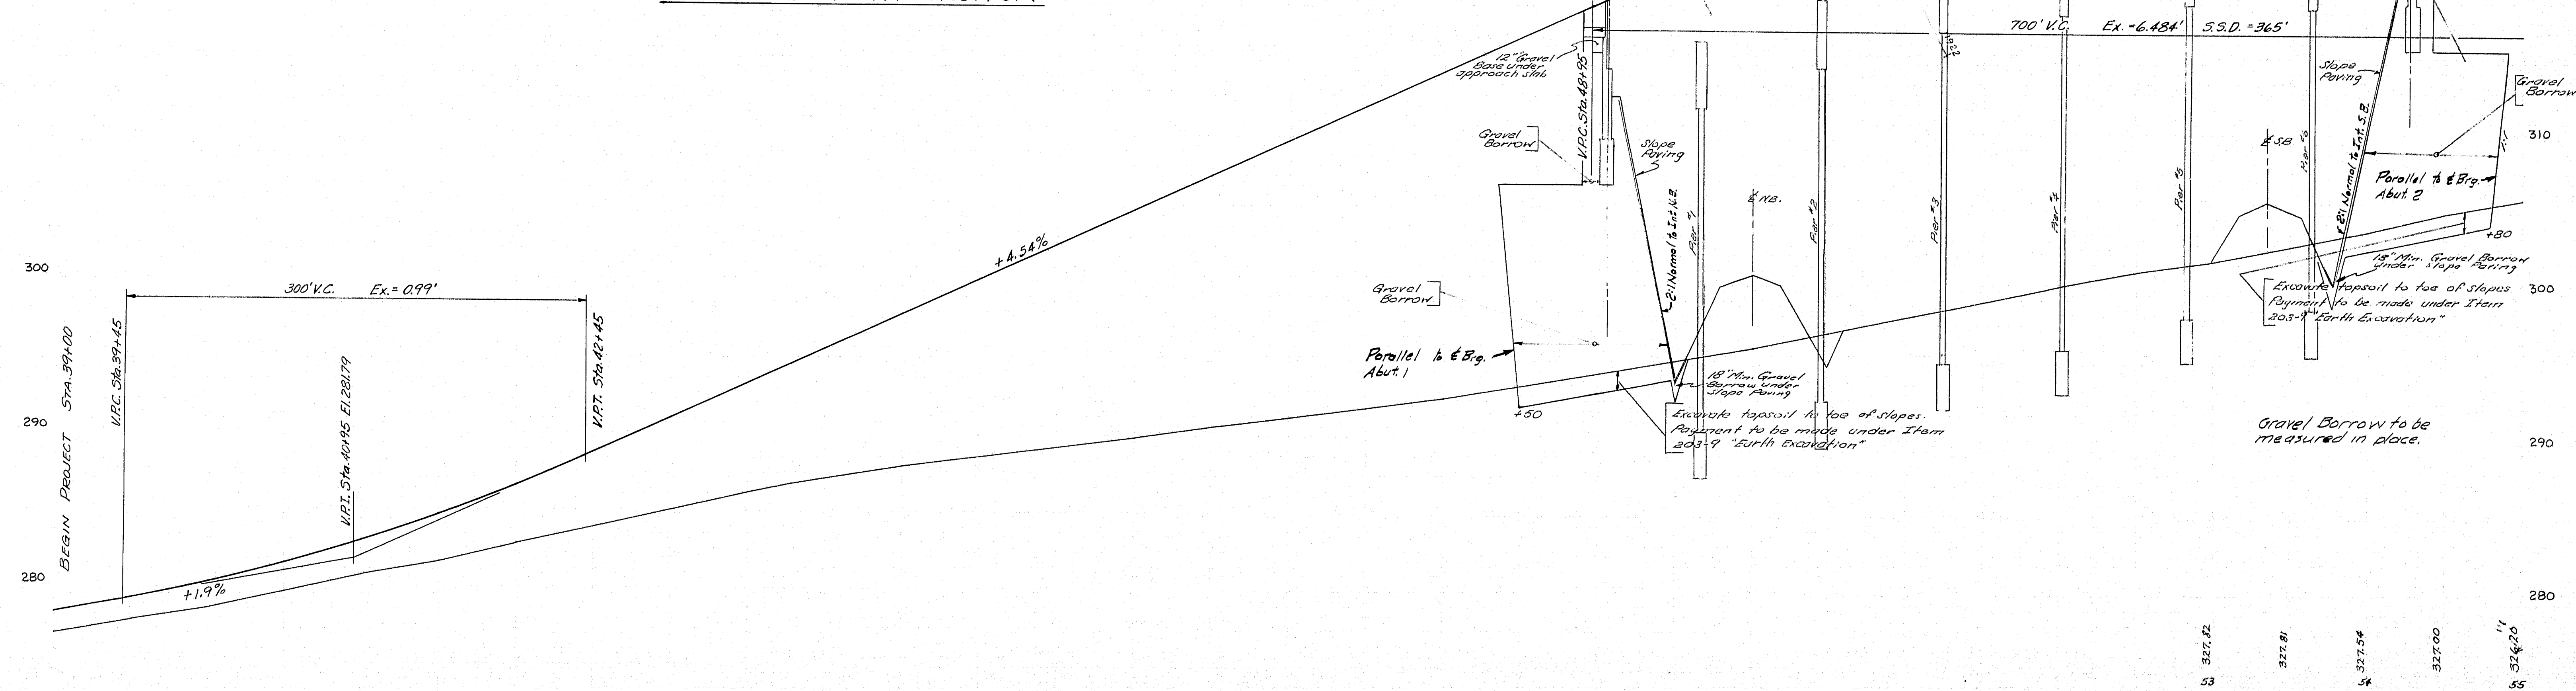 300
290
280
BEGIN PROJECT STA. 39+00
V.P.C. Sta. 39+45
300' V.C. Ex. = 0.99'
V.P.I. Sta. 40+95 El. 281.79
V.P.T. Sta. 42+45
+1.9%
+4.54%
12" Gravel
Base under
approach slab
V.P.C. Sta. 48+95
700' V.C. Ex. = 6.484' S.S.D. = 365'
Gravel
Borrow
Slope
Paving
2:1 Normal to Int. N.B.
Pier #1
℄ N.B.
Pier #2
Pier #3
Pier #4
Pier #5
℄ S.B.
Pier #6
2:1 Normal to Int. S.B.
Slope
Paving
Gravel
Borrow
1:1
Parallel to ℄ Brg.
Abut. 2
+80
18" Min. Gravel Borrow
under slope Paving
Excavate topsoil to toe of slopes
Payment to be made under Item
203-9 "Earth Excavation"
Gravel
Borrow
Parallel to ℄ Brg.
Abut. 1
+50
18" Min. Gravel
Borrow under
Slope Paving
Excavate topsoil to toe of slopes.
Payment to be made under Item
203-9 "Earth Excavation"
Gravel Borrow to be
measured in place.
310
300
290
280
327.82
327.81
327.54
327.00
326.20
53
54
55